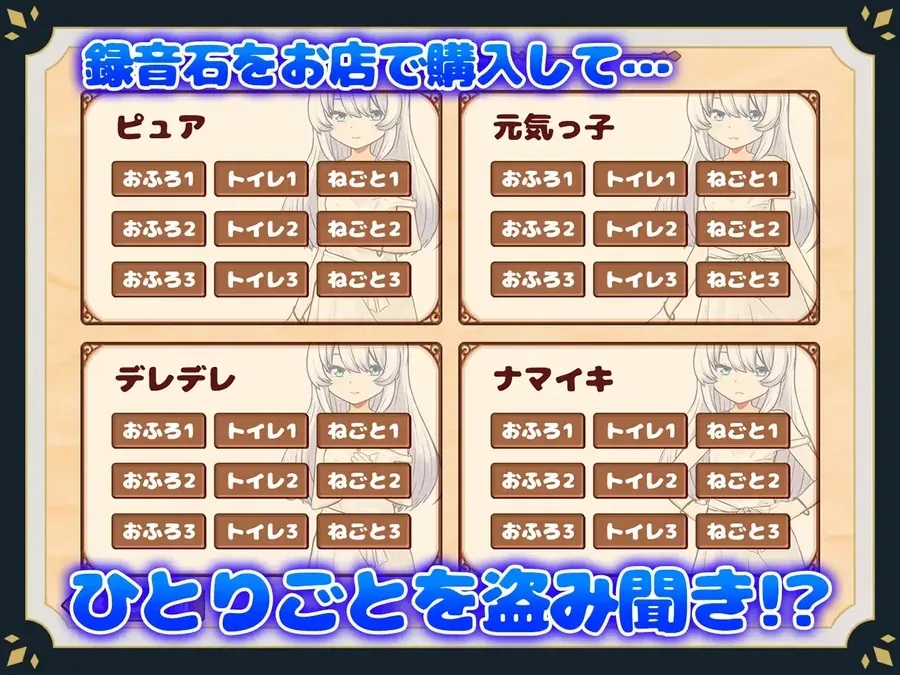 録音石をお店で購入して…
ピュア
おふろ1 トイレ1 ねごと1
おふろ2 トイレ2 ねごと2
おふろ3 トイレ3 ねごと3
元気っ子
おふろ1 トイレ1 ねごと1
おふろ2 トイレ2 ねごと2
おふろ3 トイレ3 ねごと3
デレデレ
おふろ1 トイレ1 ねごと1
おふろ2 トイレ2 ねごと2
おふろ3 トイレ3 ねごと3
ナマイキ
おふろ1 トイレ1 ねごと1
おふろ2 トイレ2 ねごと2
おふろ3 トイレ3 ねごと3
ひとりごとを盗み聞き!?